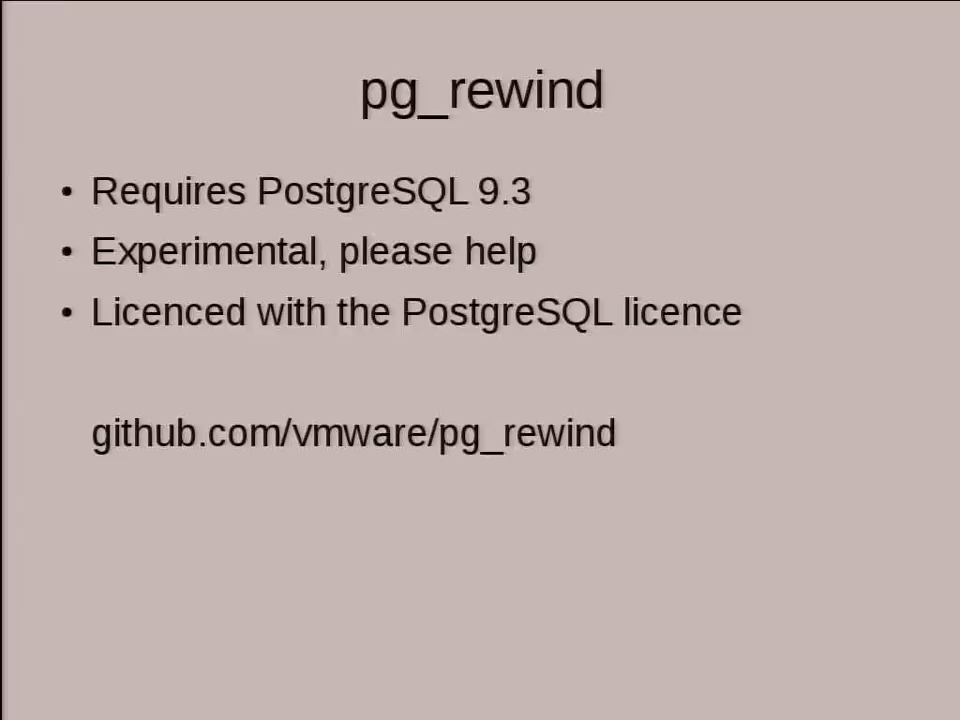 pg_rewind
• Requires PostgreSQL 9.3
• Experimental, please help
• Licenced with the PostgreSQL licence
github.com/vmware/pg_rewind